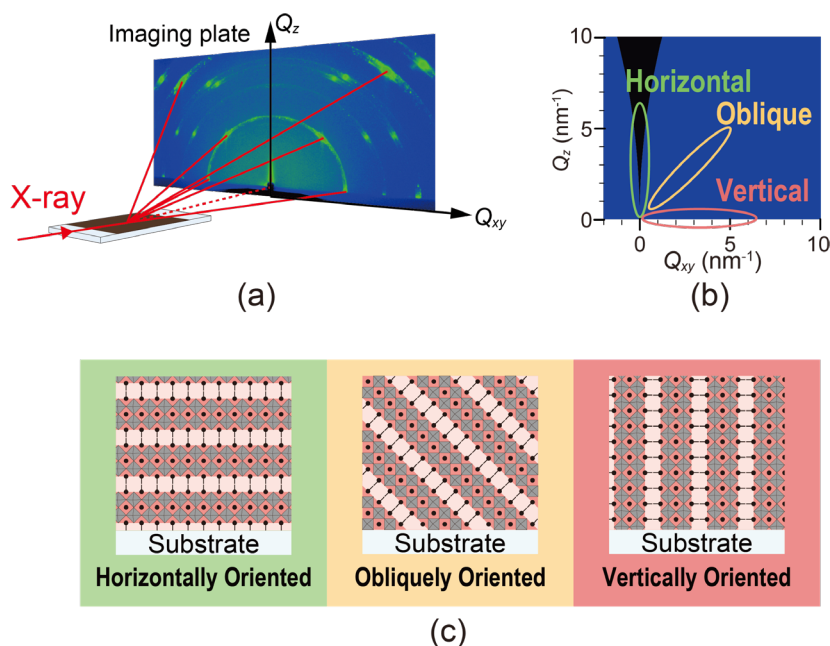 Imaging plate
Qz
X-ray
Qxy
(a)
10
5
0
Qz (nm-1)
Horizontal
Oblique
Vertical
0
5
10
Qxy (nm-1)
(b)
Substrate
Horizontally Oriented
Substrate
Obliquely Oriented
Substrate
Vertically Oriented
(c)